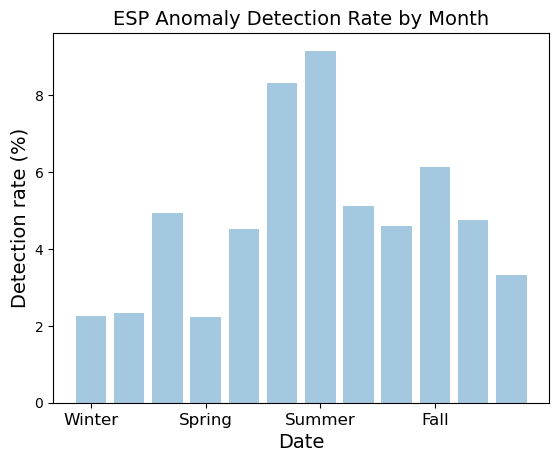 ESP Anomaly Detection Rate by Month
Detection rate (%)
8
6
4
2
0
Winter Spring Summer Fall
Date